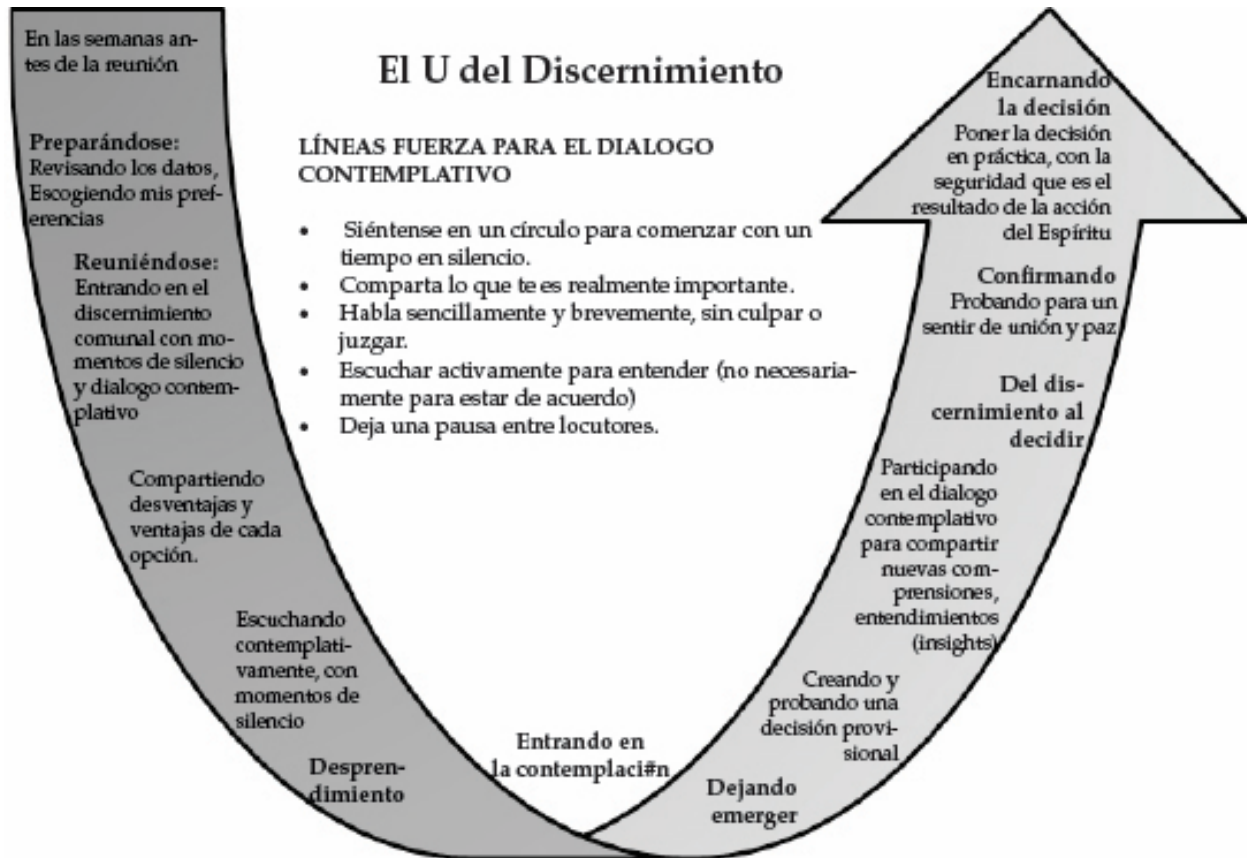 El U del Discernimiento
En las semanas an-
tes de la reunión
Preparándose:
Revisando los datos,
Escogiendo mis pref-
erencias
Reuniéndose:
Entrando en el
discernimiento
comunal con mo-
mentos de silencio
y dialogo contem-
plativo
Compartiendo
desventajas y
ventajas de cada
opción.
Escuchando
contemplati-
vamente, con
momentos de
silencio
Despren-
dimiento
LÍNEAS FUERZA PARA EL DIALOGO
CONTEMPLATIVO
• Siéntense en un círculo para comenzar con un
tiempo en silencio.
• Comparta lo que te es realmente importante.
• Habla sencillamente y brevemente, sin culpar o
juzgar.
• Escuchar activamente para entender (no necesaria-
mente para estar de acuerdo)
• Deja una pausa entre locutores.
Entrando en
la contemplaci#n
Dejando
emerger
Creando y
probando una
decisión provi-
sional
Participando
en el dialogo
contemplativo
para compartir
nuevas com-
prensiones,
entendimientos
(insights)
Del dis-
cernimiento al
decidir
Confirmando
Probando para un
sentir de unión y paz
Encarnando
la decisión
Poner la decisión
en práctica, con la
seguridad que es el
resultado de la acción
del Espíritu